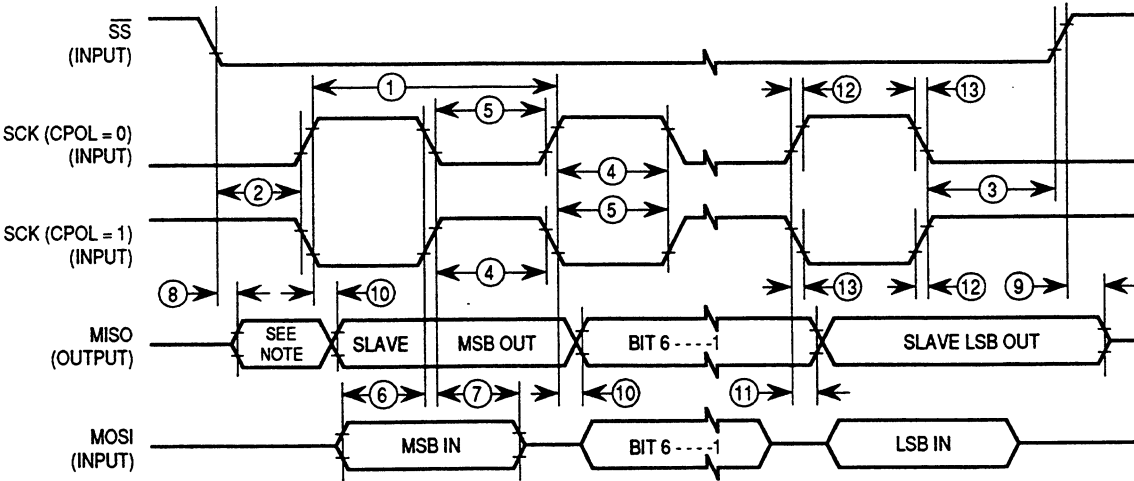 SS
(INPUT)
1
12
13
5
SCK (CPOL = 0)
(INPUT)
4
2
3
5
SCK (CPOL = 1)
(INPUT)
4
8
10
13
12
9
MISO
(OUTPUT)
SEE
NOTE
SLAVE
MSB OUT
BIT 6 - - - - 1
SLAVE LSB OUT
6
7
10
11
MOSI
(INPUT)
MSB IN
BIT 6 - - - - 1
LSB IN